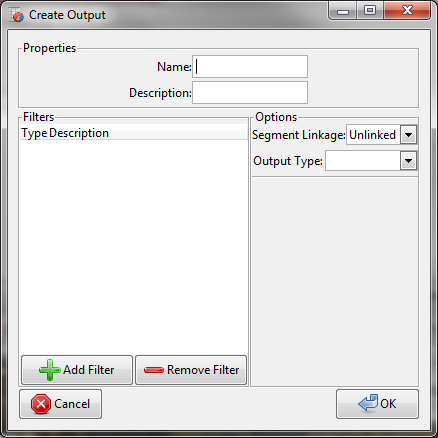 Create Output
Properties
Name:
Description:
Filters
Options
Type Description
Segment Linkage: Unlinked
Output Type:
Add Filter
Remove Filter
Cancel
OK